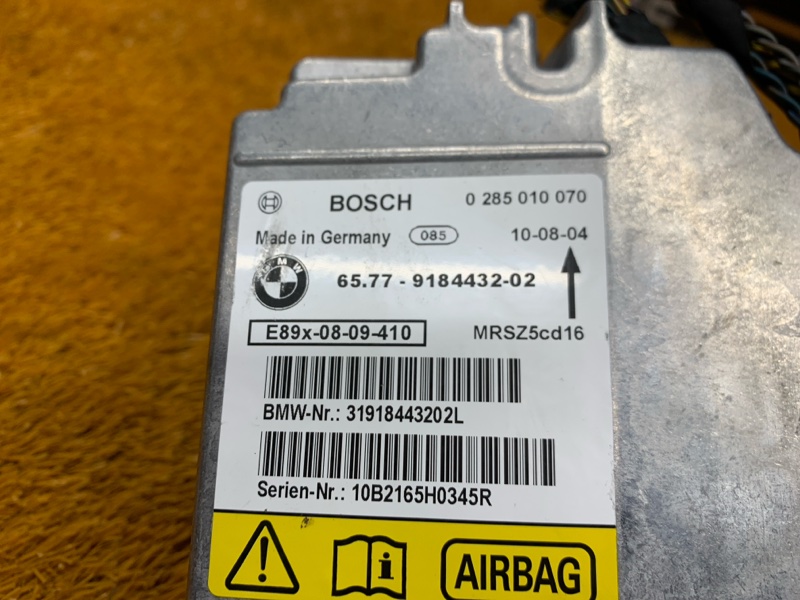 BOSCH 0 285 010 070
Made in Germany 085 10-08-04
BMW 65.77 - 9184432-02
E89x-08-09-410 MRSZ5cd16
BMW-Nr.: 31918443202L
Serien-Nr.: 10B2165H0345R
AIRBAG